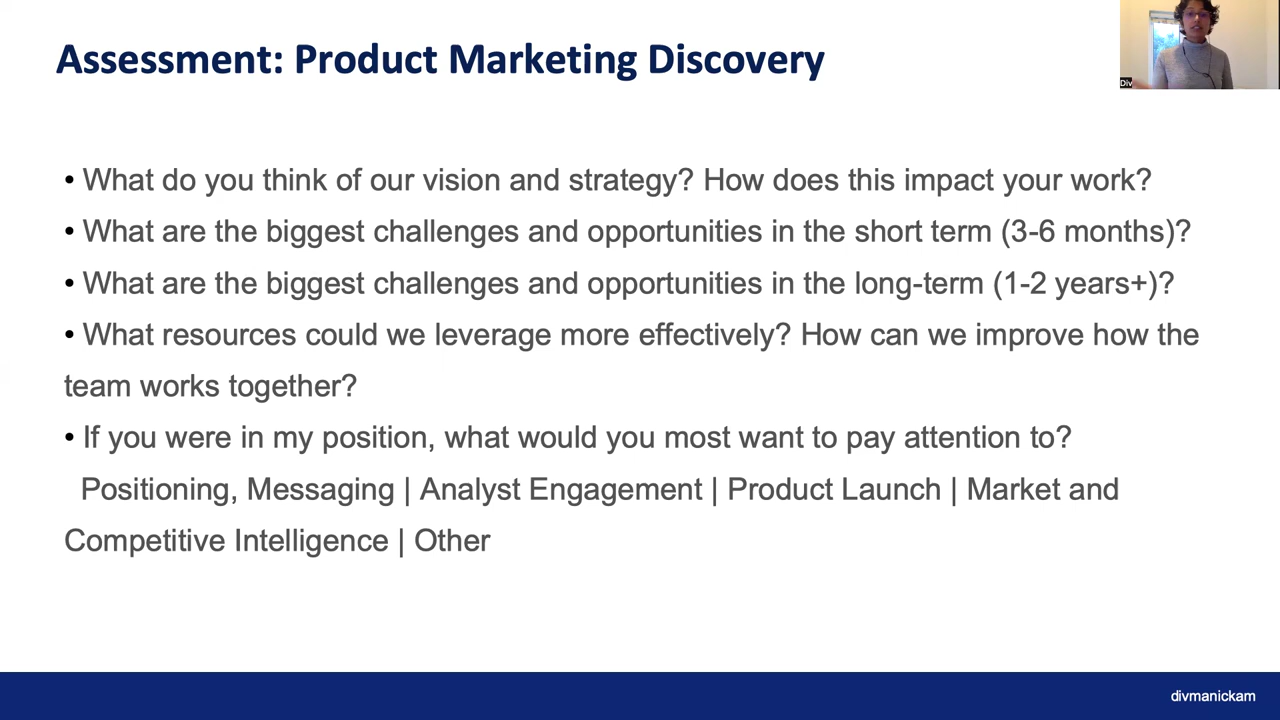 Assessment: Product Marketing Discovery
Div
• What do you think of our vision and strategy? How does this impact your work?
• What are the biggest challenges and opportunities in the short term (3-6 months)?
• What are the biggest challenges and opportunities in the long-term (1-2 years+)?
• What resources could we leverage more effectively? How can we improve how the
team works together?
• If you were in my position, what would you most want to pay attention to?
Positioning, Messaging | Analyst Engagement | Product Launch | Market and
Competitive Intelligence | Other
divmanickam